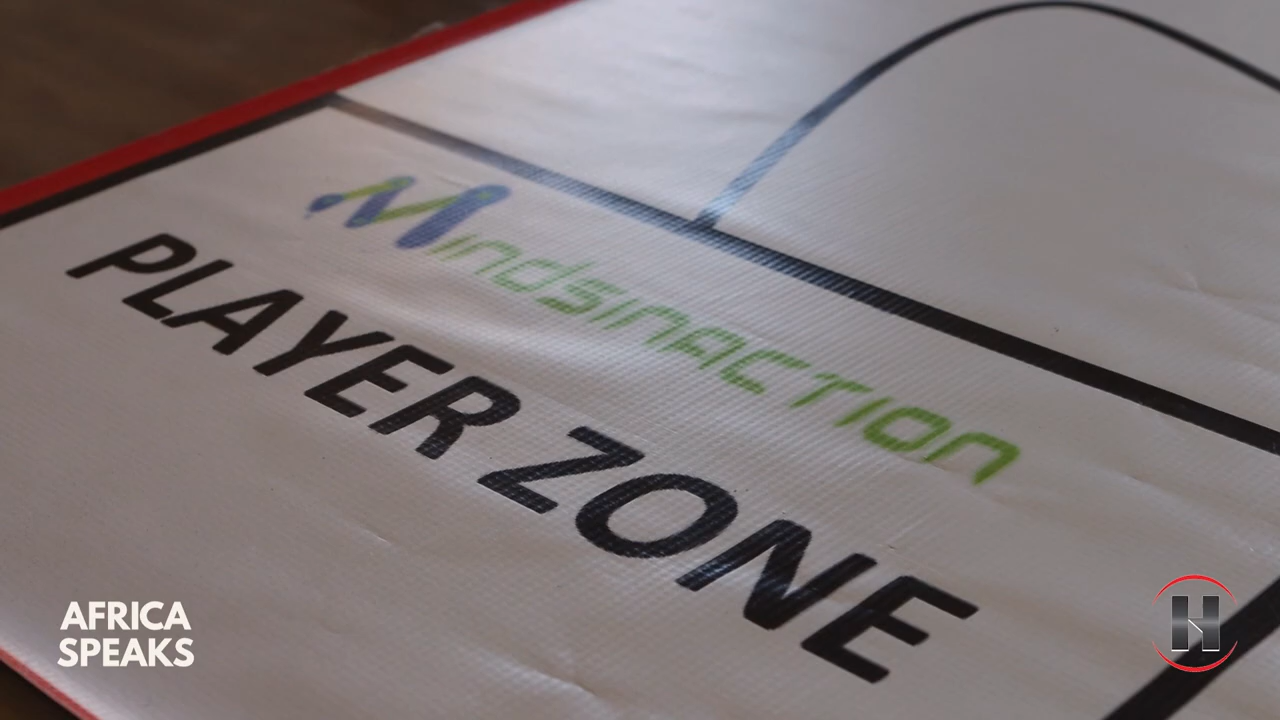 MindsinACTION
PLAYER ZONE
AFRICA
SPEAKS
H